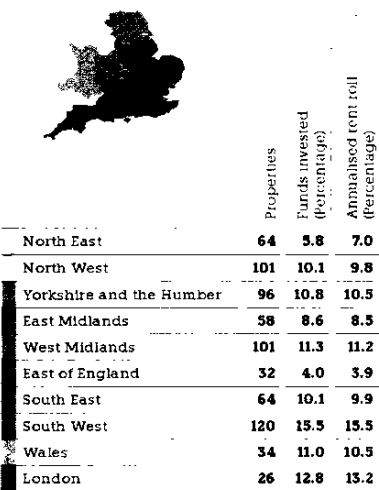 Properties
Funds invested
(Percentage)
Annualised rent roll
(Percentage)
North East 64 5.8 7.0
North West 101 10.1 9.8
Yorkshire and the Humber 96 10.8 10.5
East Midlands 58 8.6 8.5
West Midlands 101 11.3 11.2
East of England 32 4.0 3.9
South East 64 10.1 9.9
South West 120 15.5 15.5
Wales 34 11.0 10.5
London 26 12.8 13.2